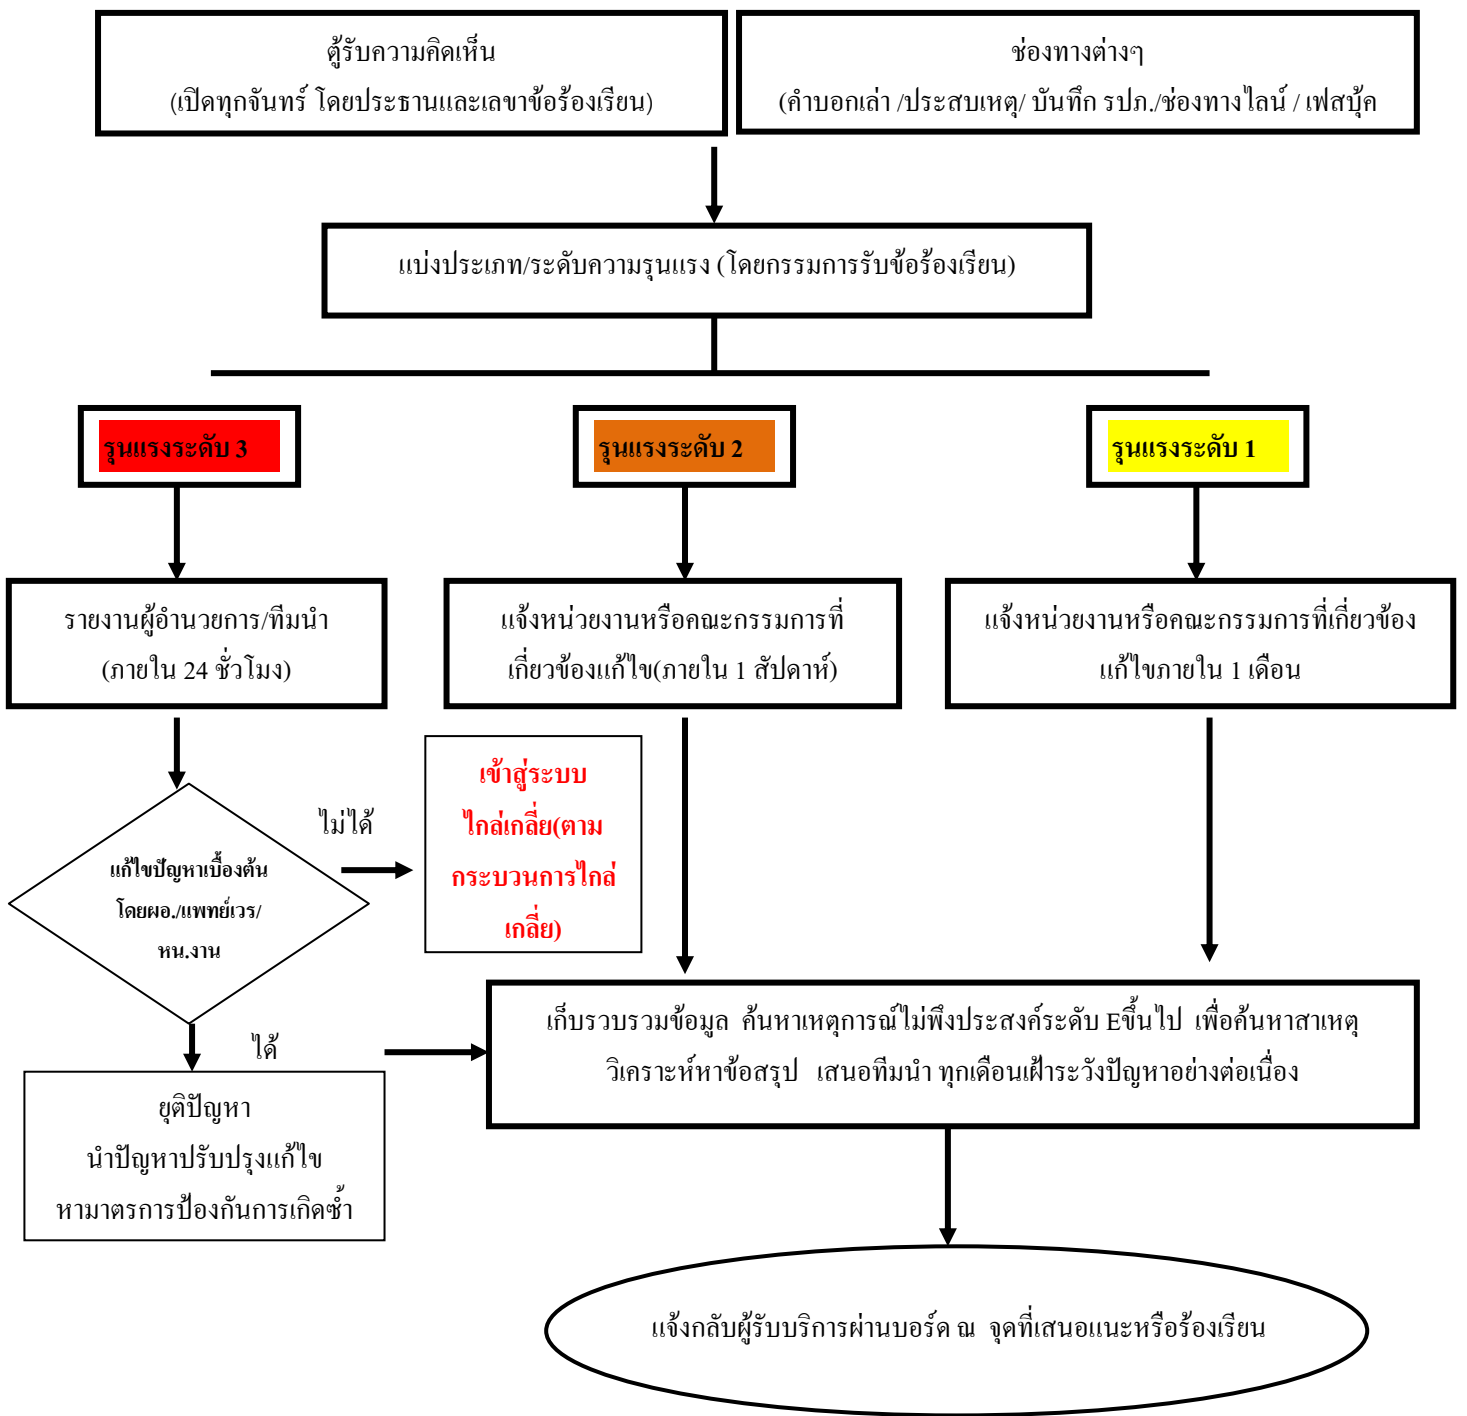 ตู้รับความคิดเห็น
(เปิดทุกจันทร์ โดยประธานและเลขาข้อร้องเรียน)
ช่องทางต่างๆ
(คำบอกเล่า /ประสบเหตุ/ บันทึก รปภ./ช่องทางไลน์ / เฟสบุ้ค
แบ่งประเภท/ระดับความรุนแรง (โดยกรรมการรับข้อร้องเรียน)
รุนแรงระดับ 3
รุนแรงระดับ 2
รุนแรงระดับ 1
รายงานผู้อำนวยการ/ทีมนำ
(ภายใน 24 ชั่วโมง)
แจ้งหน่วยงานหรือคณะกรรมการที่
เกี่ยวข้องแก้ไข(ภายใน 1 สัปดาห์)
แจ้งหน่วยงานหรือคณะกรรมการที่เกี่ยวข้อง
แก้ไขภายใน 1 เดือน
แก้ไขปัญหาเบื้องต้น
โดยผอ./แพทย์เวร/
หน.งาน
ไม่ได้
เข้าสู่ระบบ
ไกล่เกลี่ย(ตาม
กระบวนการไกล่
เกลี่ย)
ได้
ยุติปัญหา
นำปัญหาปรับปรุงแก้ไข
หามาตรการป้องกันการเกิดซ้ำ
เก็บรวบรวมข้อมูล ค้นหาเหตุการณ์ไม่พึงประสงค์ระดับ Eขึ้นไป เพื่อค้นหาสาเหตุ
วิเคราะห์หาข้อสรุป เสนอทีมนำ ทุกเดือนเฝ้าระวังปัญหาอย่างต่อเนื่อง
แจ้งกลับผู้รับบริการผ่านบอร์ด ณ จุดที่เสนอแนะหรือร้องเรียน